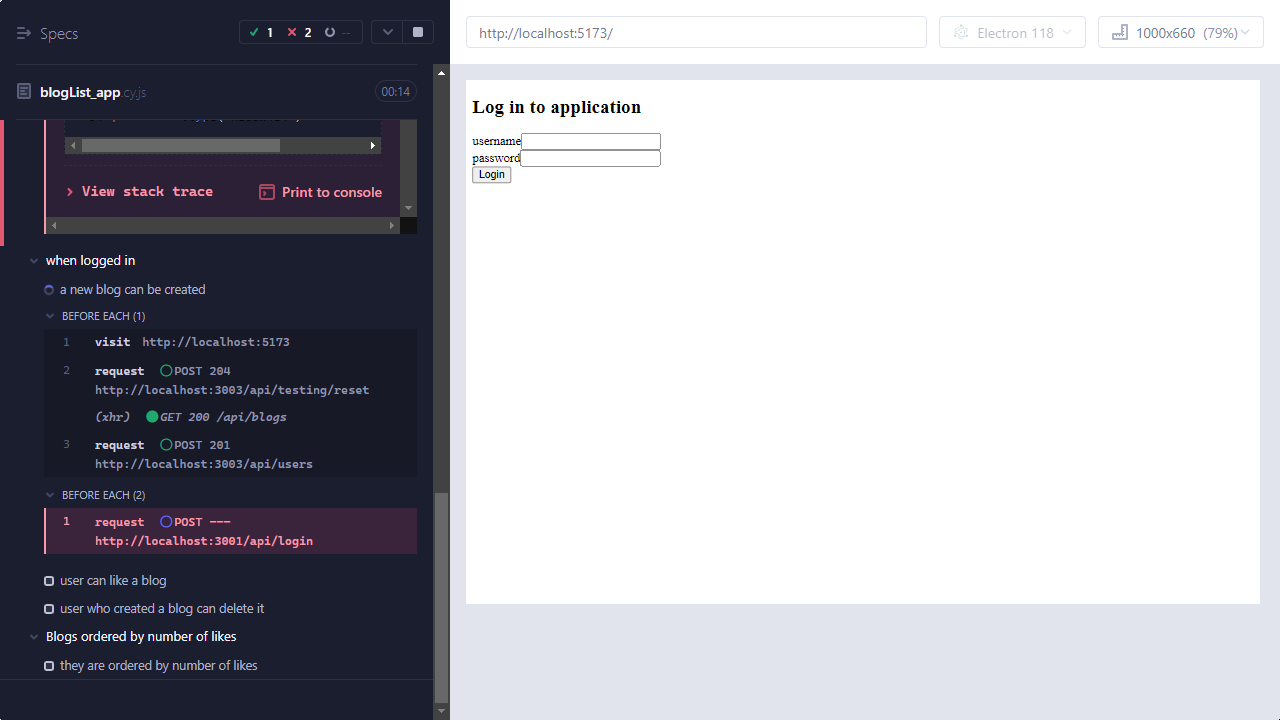 Specs
1
2
--
http://localhost:5173/
Electron 118
1000x660 (79%)
blogList_app.cy.js
00:14
View stack trace
Print to console
when logged in
a new blog can be created
BEFORE EACH (1)
1 visit http://localhost:5173
2 request POST 204
http://localhost:3003/api/testing/reset
(xhr) GET 200 /api/blogs
3 request POST 201
http://localhost:3003/api/users
BEFORE EACH (2)
1 request POST ---
http://localhost:3001/api/login
user can like a blog
user who created a blog can delete it
Blogs ordered by number of likes
they are ordered by number of likes
Log in to application
username
password
Login